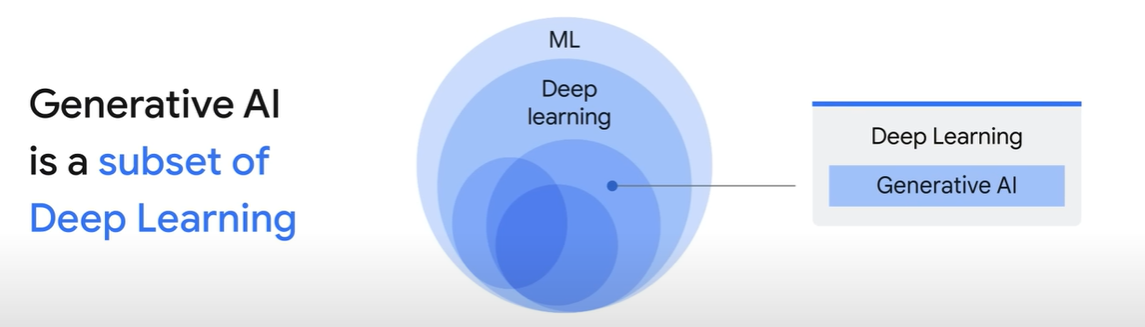 Generative AI
is a subset of
Deep Learning
ML
Deep
learning
Deep Learning
Generative AI